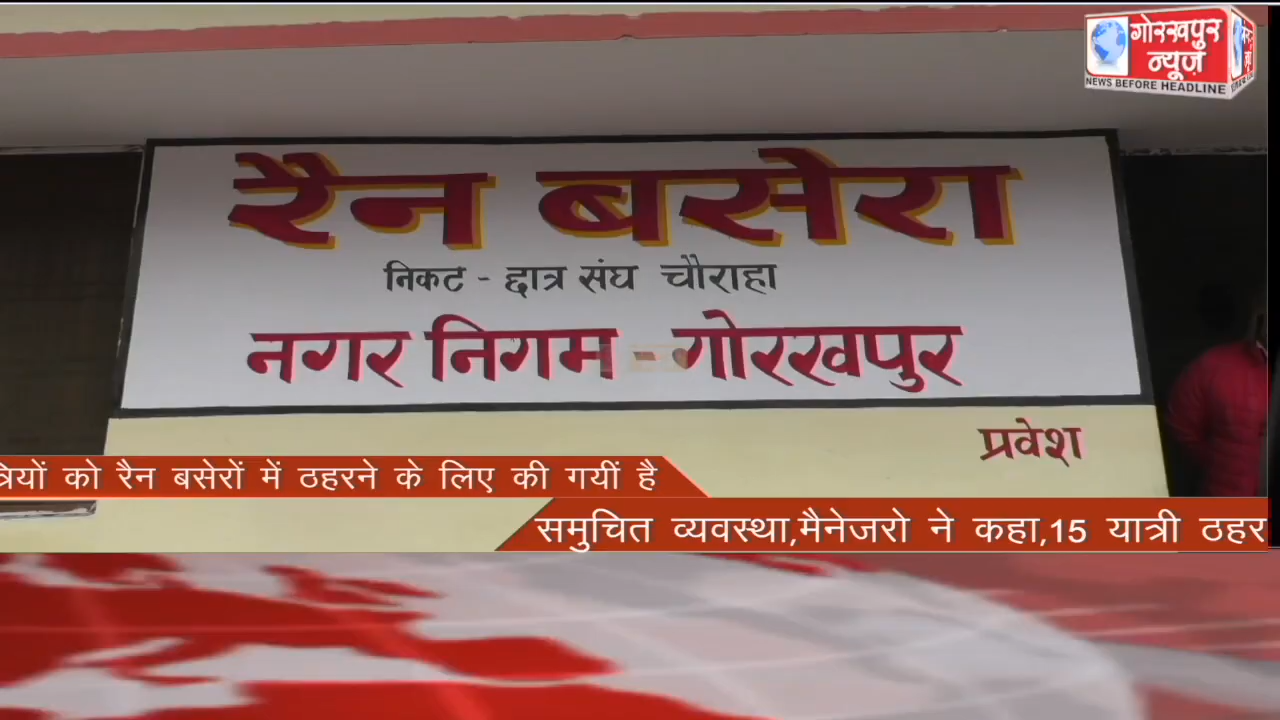 गोरखपुर
न्यूज़
NEWS BEFORE HEADLINE
रैन बसेरा
निकट - छात्र संघ चौराहा
नगर निगम - गोरखपुर
प्रवेश
त्रियों को रैन बसेरों में ठहरने के लिए की गयीं है
समुचित व्यवस्था,मैनेजरो ने कहा,15 यात्री ठहर